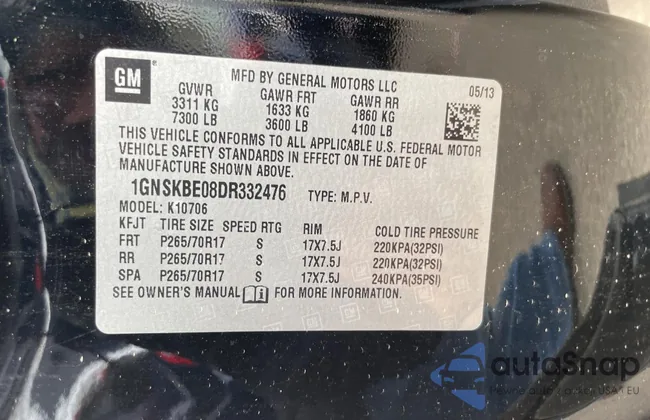 GM
MFD BY GENERAL MOTORS LLC
05/13
GVWR GAWR FRT GAWR RR
3311 KG 1633 KG 1860 KG
7300 LB 3600 LB 4100 LB
THIS VEHICLE CONFORMS TO ALL APPLICABLE U.S. FEDERAL MOTOR
VEHICLE SAFETY STANDARDS IN EFFECT ON THE DATE OF
MANUFACTURE SHOWN ABOVE.
1GNSKBE08DR332476 TYPE: M.P.V.
MODEL: K10706
KFJT TIRE SIZE SPEED RTG RIM COLD TIRE PRESSURE
FRT P265/70R17 S 17X7.5J 220KPA(32PSI)
RR P265/70R17 S 17X7.5J 220KPA(32PSI)
SPA P265/70R17 S 17X7.5J 240KPA(35PSI)
SEE OWNER'S MANUAL FOR MORE INFORMATION.
autoSnap